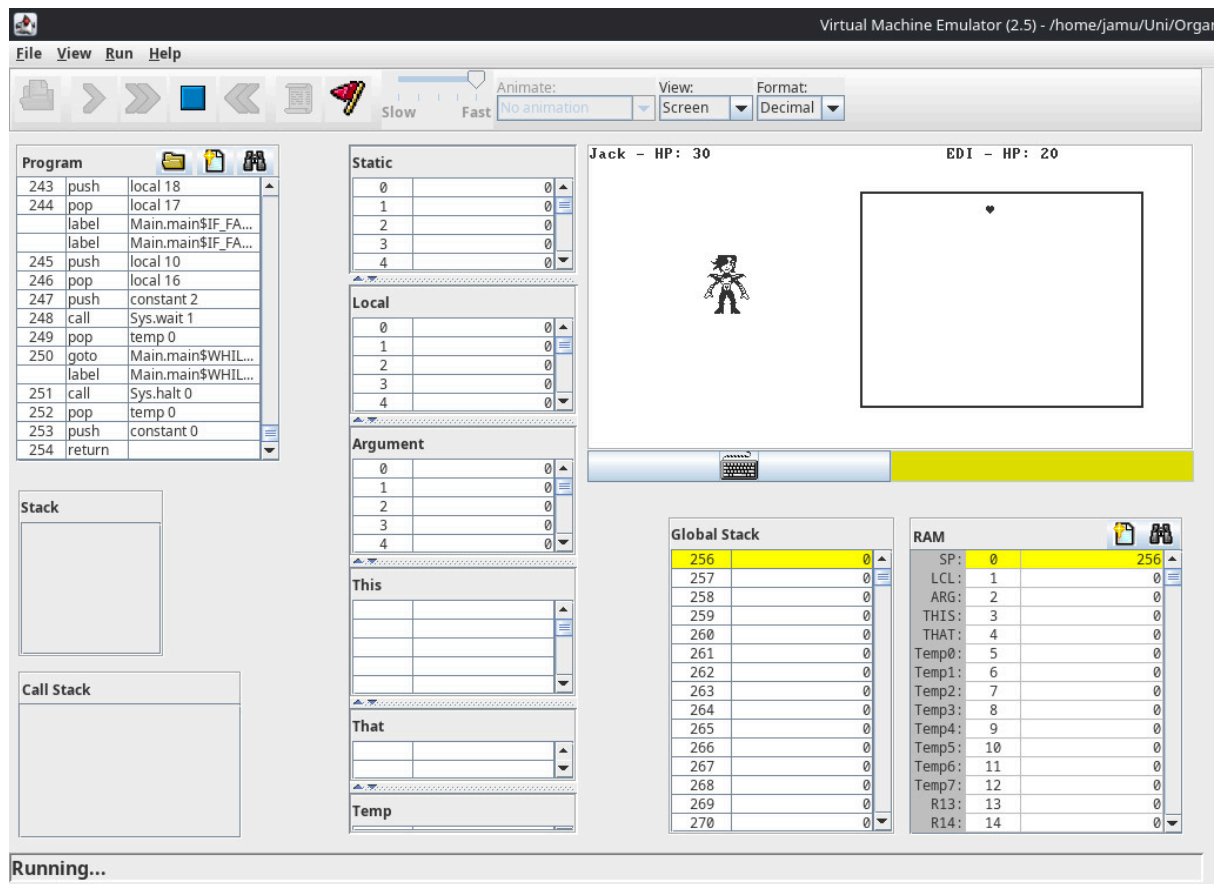 Virtual Machine Emulator (2.5) - /home/jamu/Uni/Organ
File View Run Help
Slow Fast
Animate:
No animation
View:
Screen
Format:
Decimal
Program
243 push local 18
244 pop local 17
label Main.main$IF_FA...
label Main.main$IF_FA...
245 push local 10
246 pop local 16
247 push constant 2
248 call Sys.wait 1
249 pop temp 0
250 goto Main.main$WHIL...
label Main.main$WHIL...
251 call Sys.halt 0
252 pop temp 0
253 push constant 0
254 return
Stack
Call Stack
Static
0 0
1 0
2 0
3 0
4 0
Local
0 0
1 0
2 0
3 0
4 0
Argument
0 0
1 0
2 0
3 0
4 0
This
That
Temp
Jack - HP: 30 EDI - HP: 20
Global Stack
256 0
257 0
258 0
259 0
260 0
261 0
262 0
263 0
264 0
265 0
266 0
267 0
268 0
269 0
270 0
RAM
SP: 0 256
LCL: 1 0
ARG: 2 0
THIS: 3 0
THAT: 4 0
Temp0: 5 0
Temp1: 6 0
Temp2: 7 0
Temp3: 8 0
Temp4: 9 0
Temp5: 10 0
Temp6: 11 0
Temp7: 12 0
R13: 13 0
R14: 14 0
Running...